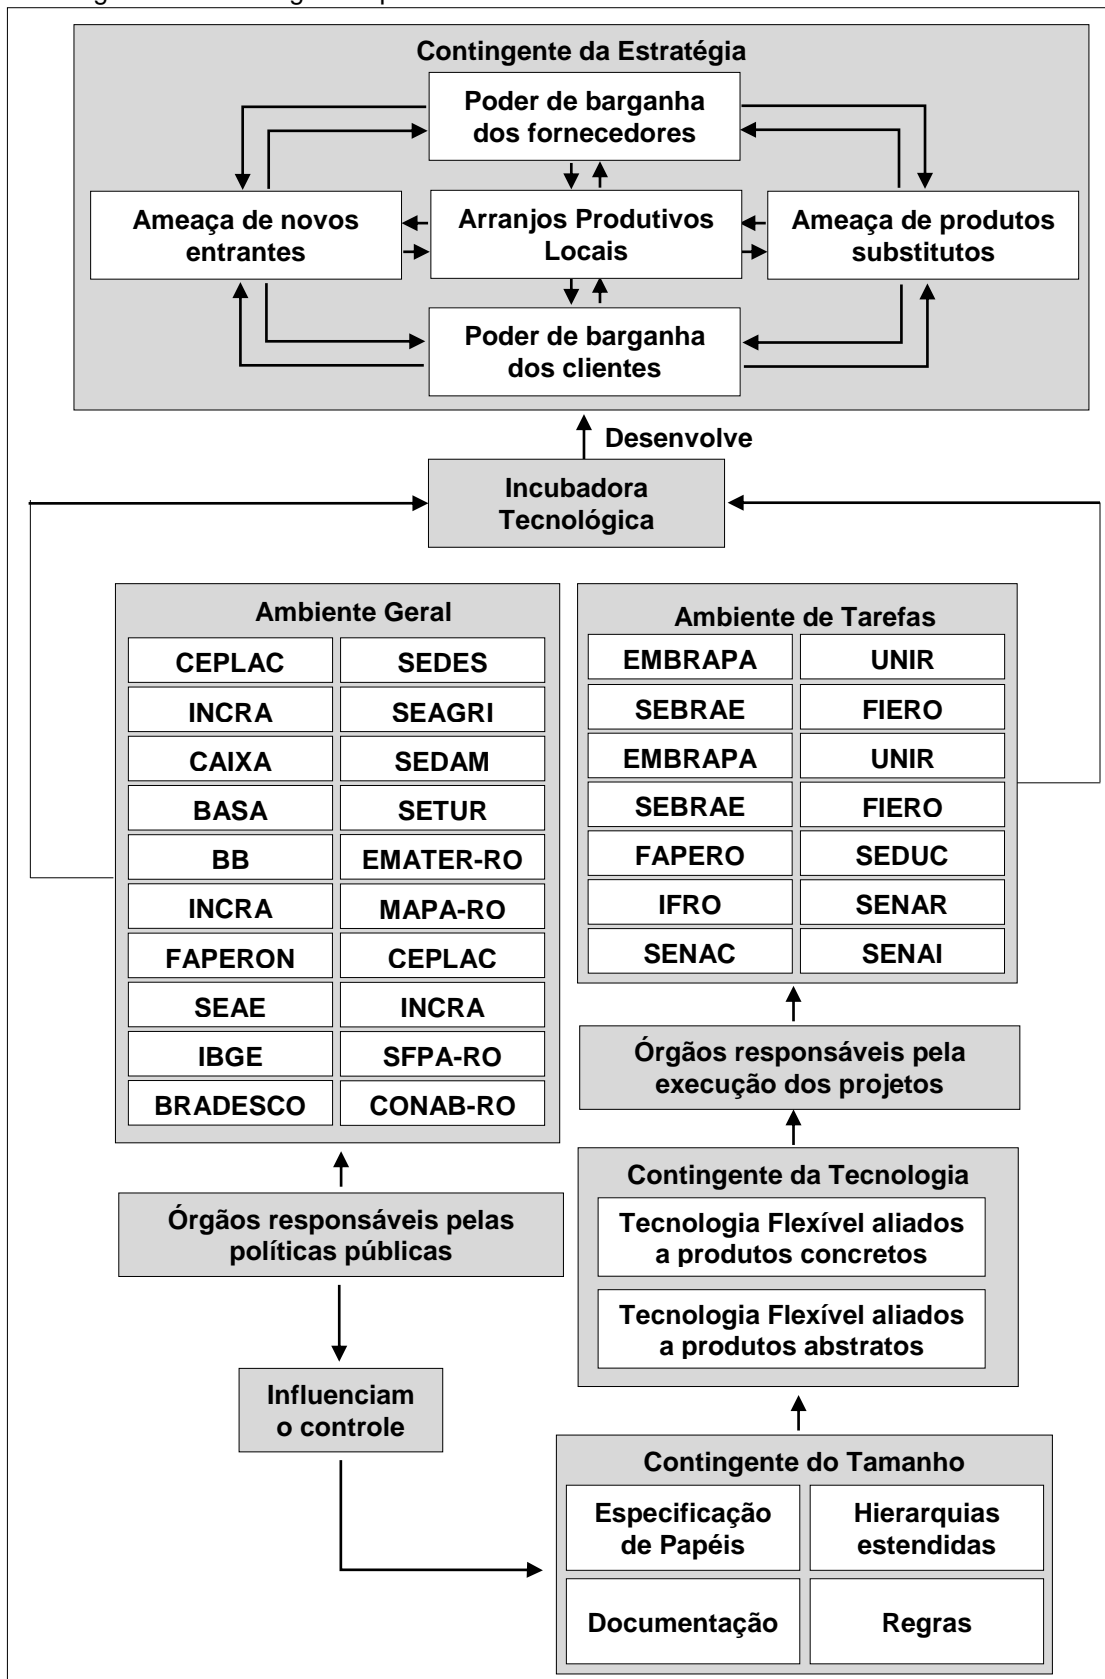 Contingente da Estratégia
Poder de barganha
dos fornecedores
Ameaça de novos
entrantes
Arranjos Produtivos
Locais
Ameaça de produtos
substitutos
Poder de barganha
dos clientes
Desenvolve
Incubadora
Tecnológica
Ambiente Geral
CEPLAC
SEDES
INCRA
SEAGRI
CAIXA
SEDAM
BASA
SETUR
BB
EMATER-RO
INCRA
MAPA-RO
FAPERON
CEPLAC
SEAE
INCRA
IBGE
SFPA-RO
BRADESCO
CONAB-RO
Ambiente de Tarefas
EMBRAPA
UNIR
SEBRAE
FIERO
EMBRAPA
UNIR
SEBRAE
FIERO
FAPERO
SEDUC
IFRO
SENAR
SENAC
SENAI
Órgãos responsáveis pela
execução dos projetos
Contingente da Tecnologia
Tecnologia Flexível aliados
a produtos concretos
Tecnologia Flexível aliados
a produtos abstratos
Órgãos responsáveis pelas
políticas públicas
Influenciam
o controle
Contingente do Tamanho
Especificação
de Papéis
Hierarquias
estendidas
Documentação
Regras